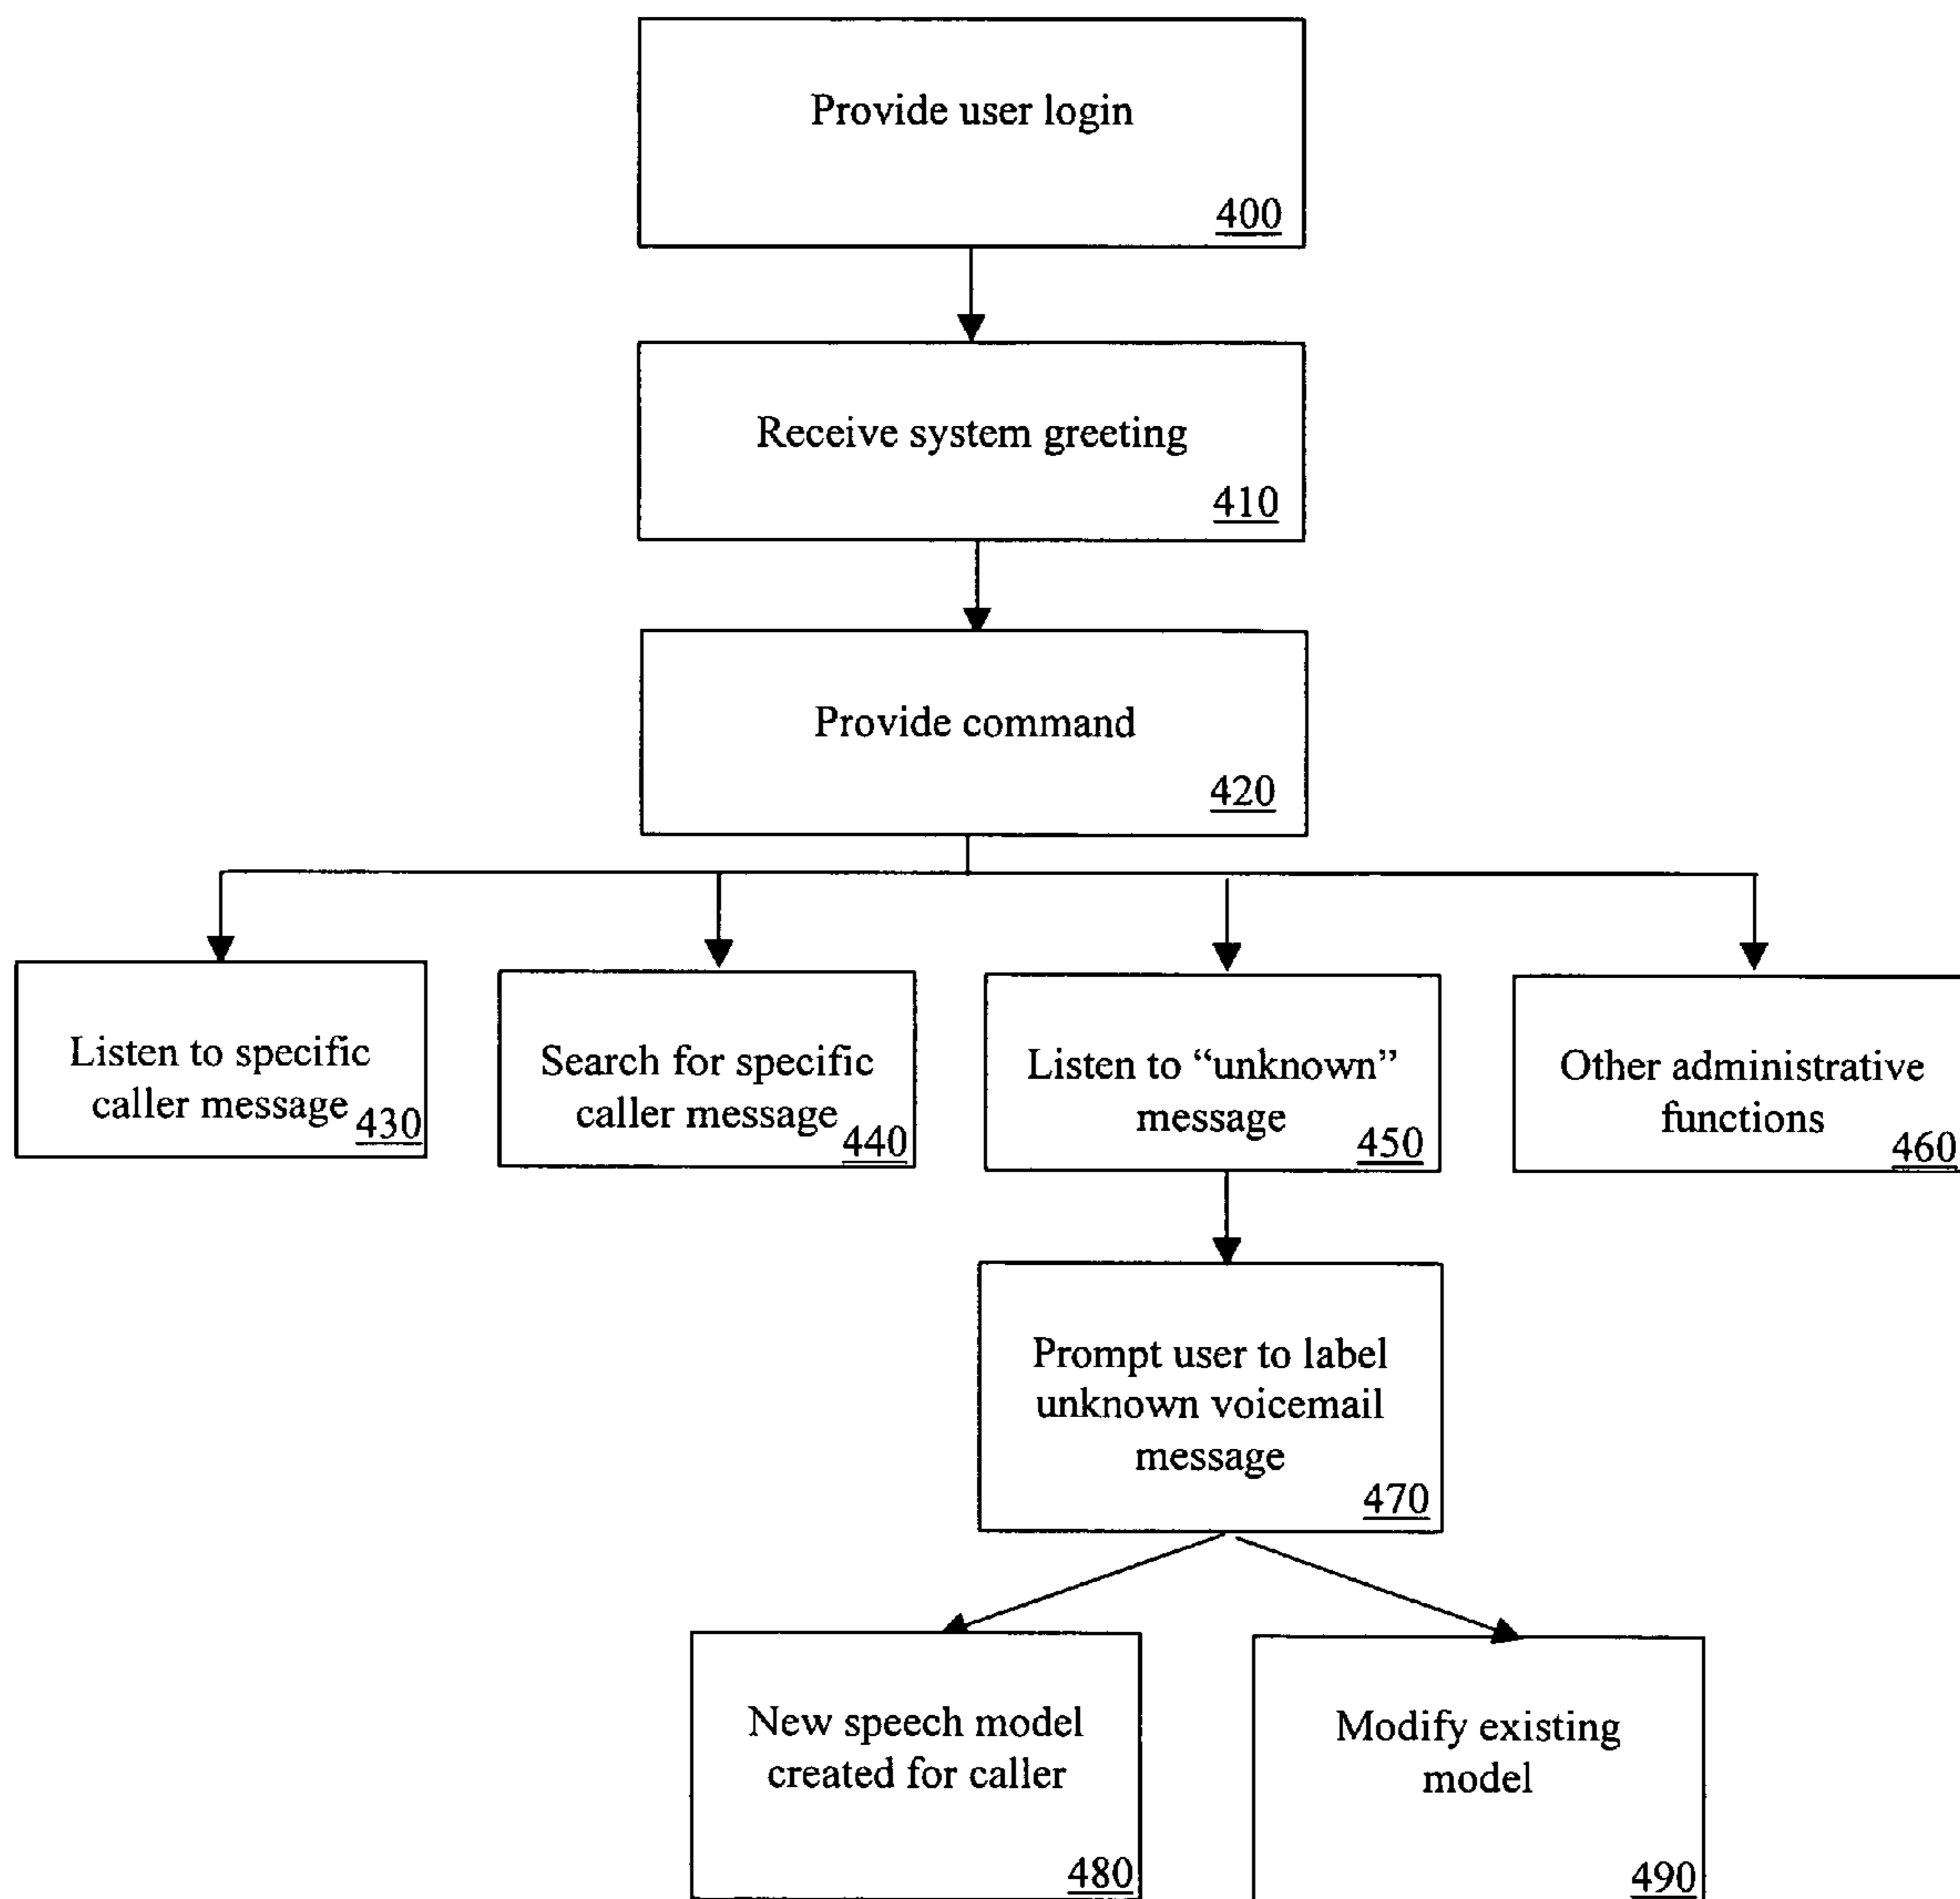 Provide user login
400
Receive system greeting
410
Provide command
420
Listen to specific
caller message
430
Search for specific
caller message
440
Listen to “unknown”
message
450
Other administrative
functions
460
Prompt user to label
unknown voicemail
message
470
New speech model
created for caller
480
Modify existing
model
490